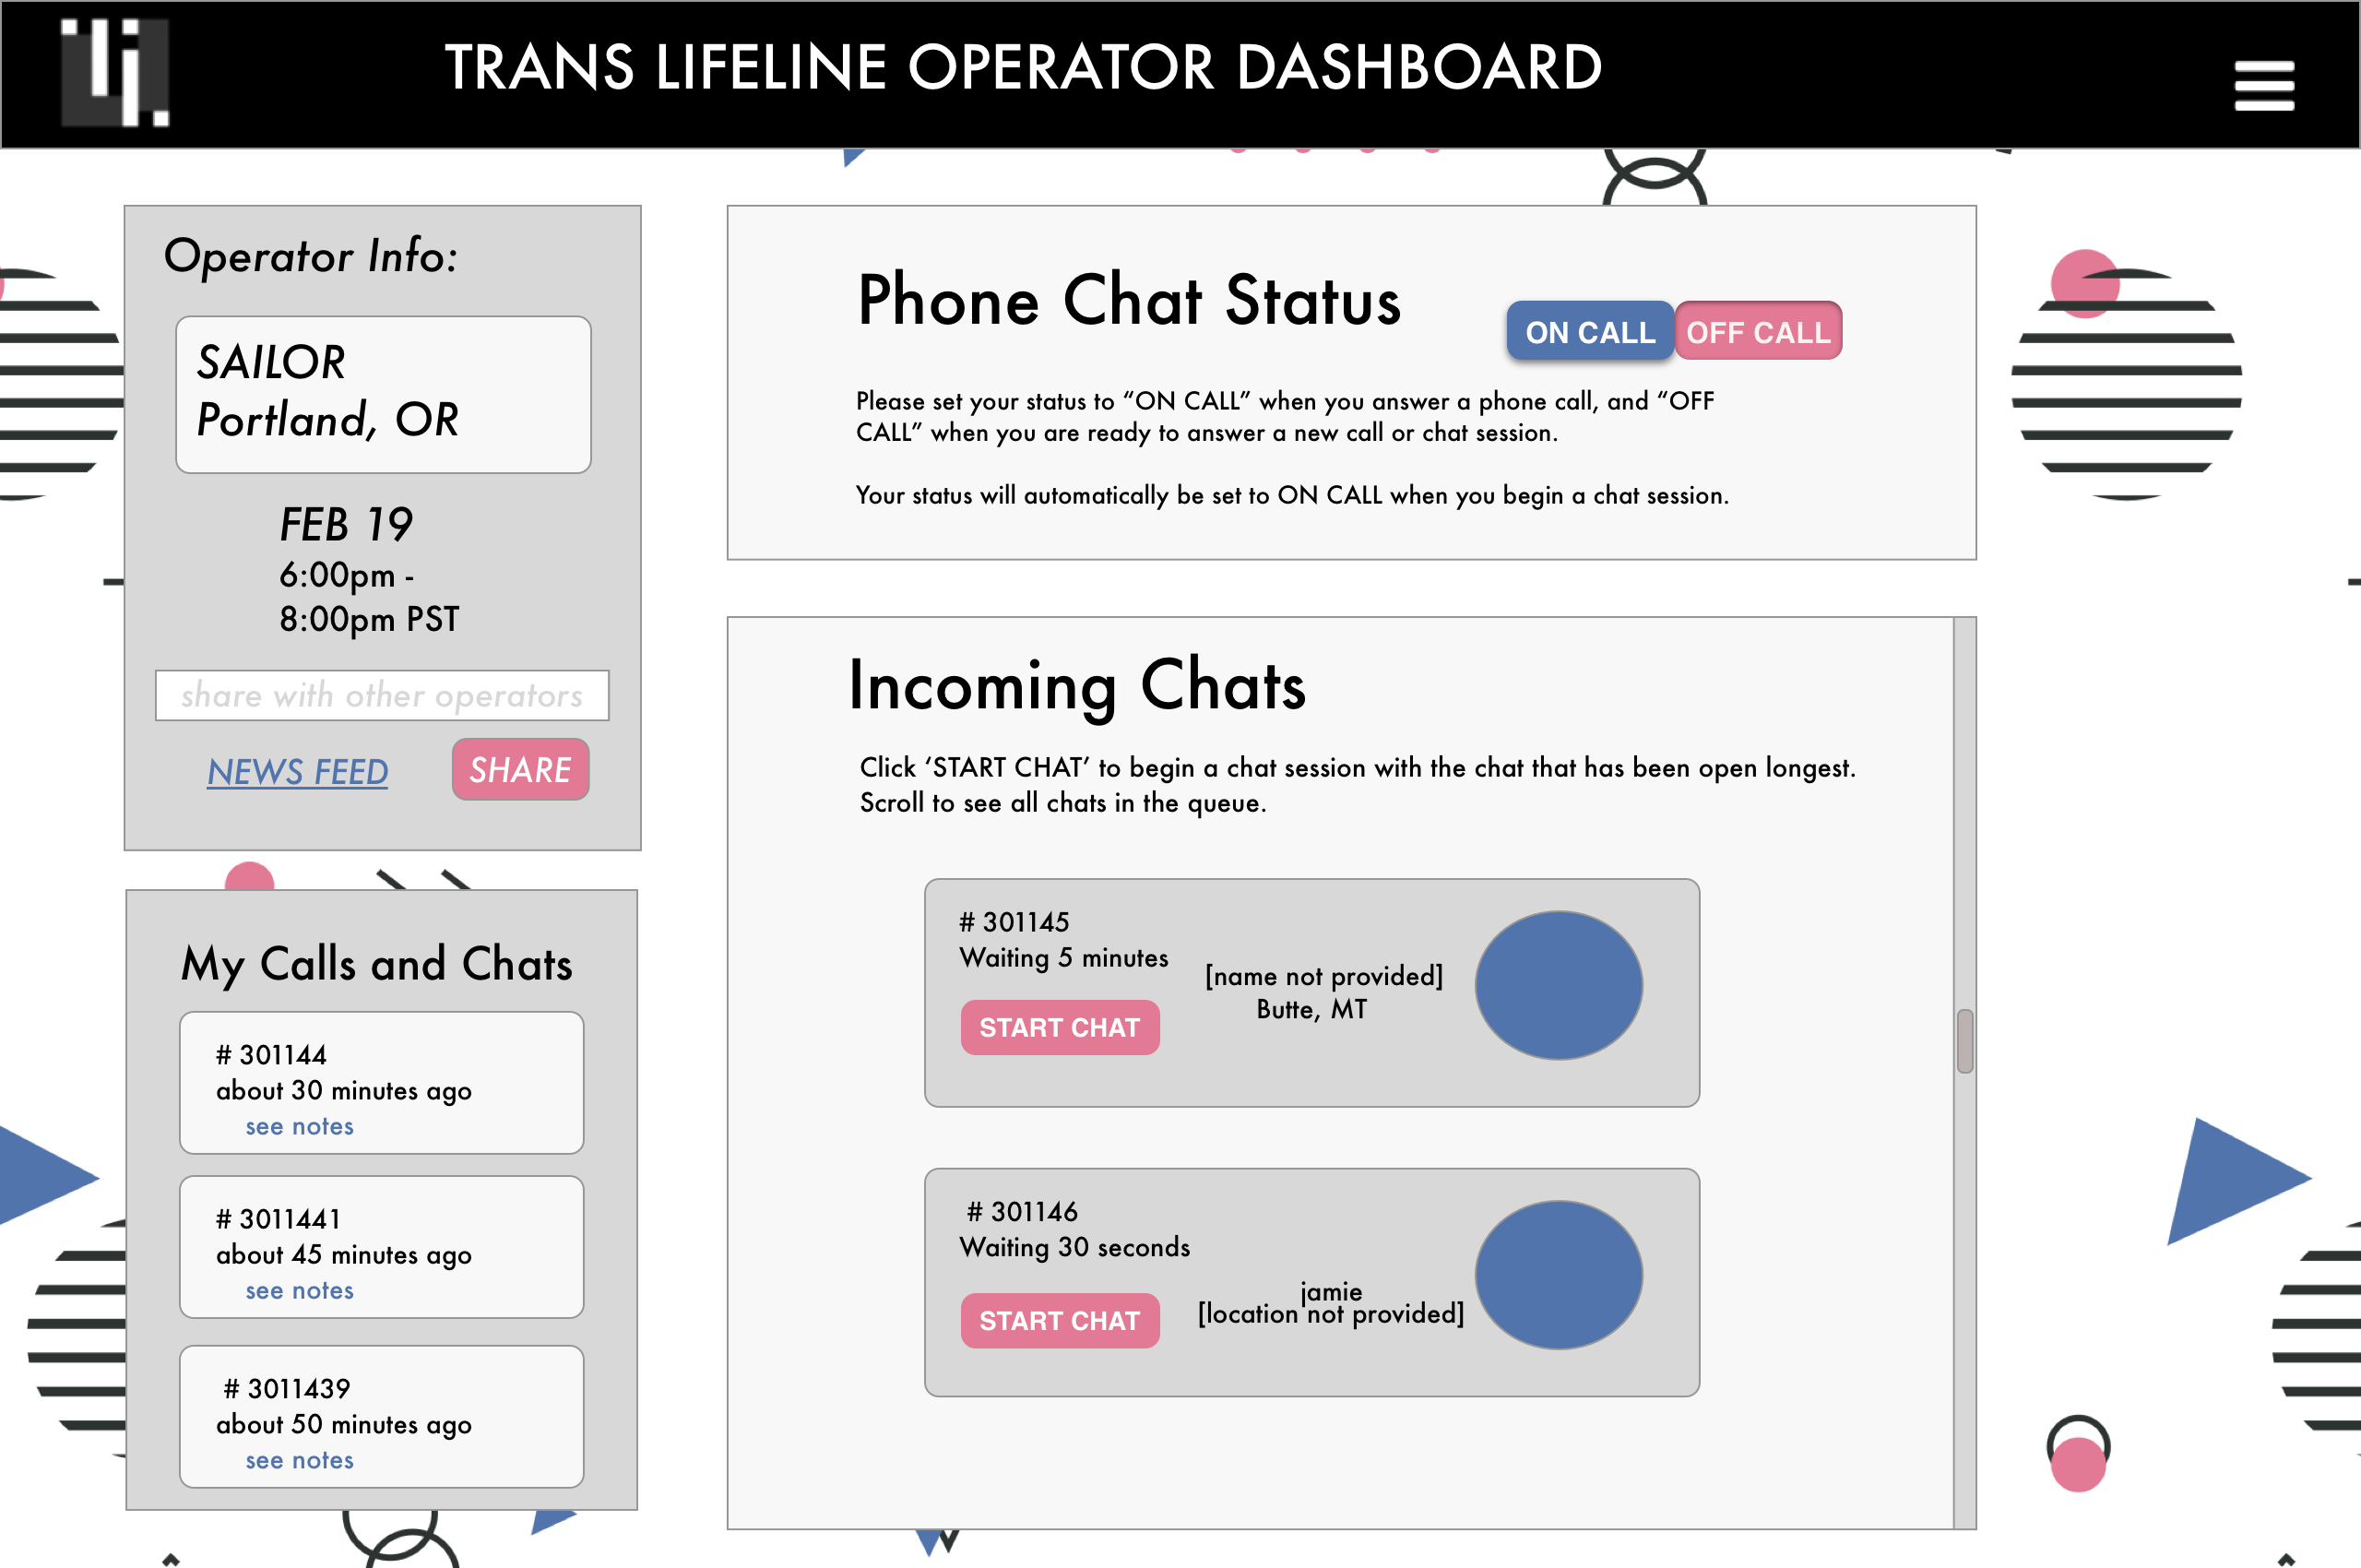 TRANS LIFELINE OPERATOR DASHBOARD
Operator Info:
SAILOR
Portland, OR
FEB 19
6:00pm -
8:00pm PST
share with other operators
NEWS FEED
SHARE
My Calls and Chats
# 301144
about 30 minutes ago
see notes
# 3011441
about 45 minutes ago
see notes
# 3011439
about 50 minutes ago
see notes
Phone Chat Status
ON CALL
OFF CALL
Please set your status to “ON CALL” when you answer a phone call, and “OFF
CALL” when you are ready to answer a new call or chat session.
Your status will automatically be set to ON CALL when you begin a chat session.
Incoming Chats
Click ‘START CHAT’ to begin a chat session with the chat that has been open longest.
Scroll to see all chats in the queue.
# 301145
Waiting 5 minutes
START CHAT
[name not provided]
Butte, MT
# 301146
Waiting 30 seconds
START CHAT
jamie
[location not provided]